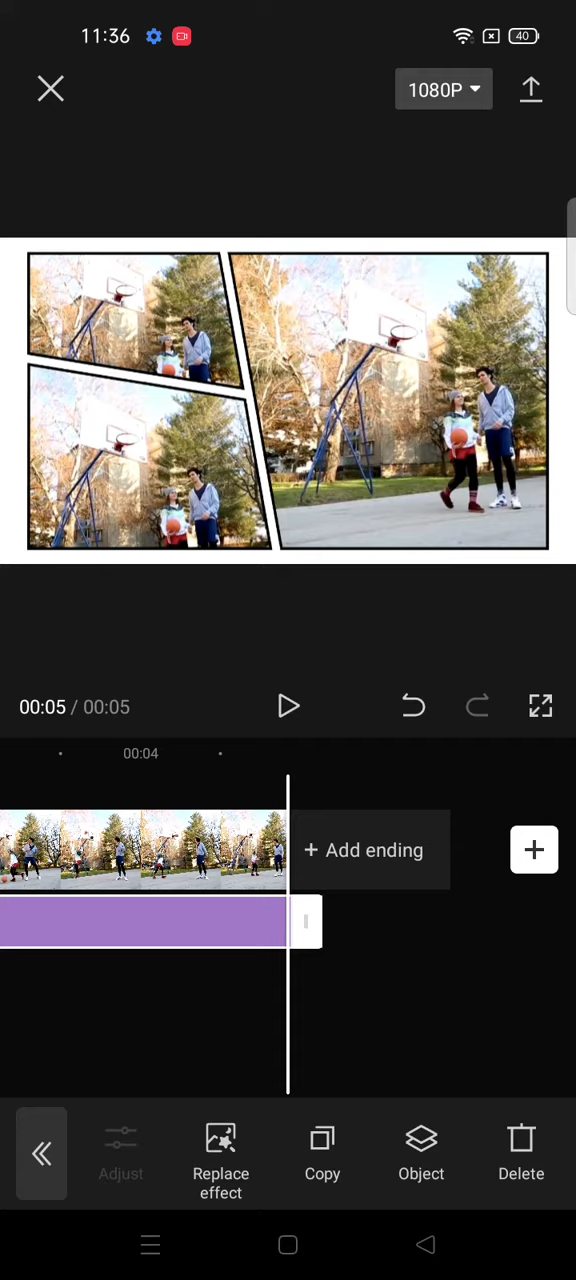 11:36
40
1080P
00:05 / 00:05
00:04
+ Add ending
Adjust
Replace
effect
Copy
Object
Delete